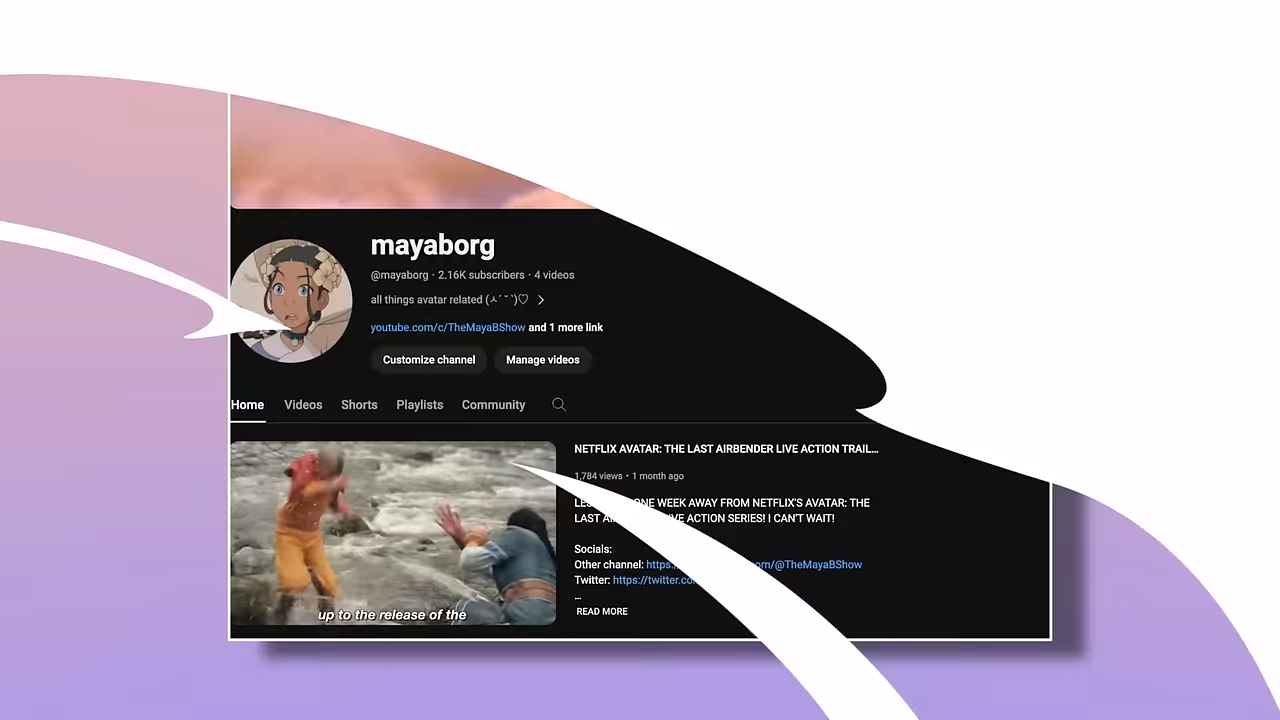 mayaborg
@mayaborg · 2.16K subscribers · 4 videos
all things avatar related (ㅅ´ ˘ `)♡
youtube.com/c/TheMayaBShow and 1 more link
Customize channel Manage videos
Home Videos Shorts Playlists Community
NETFLIX AVATAR: THE LAST AIRBENDER LIVE ACTION TRAIL...
1,784 views • 1 month ago
ONE WEEK AWAY FROM NETFLIX'S AVATAR: THE
LAST ACTION SERIES! I CAN'T WAIT!
Socials:
Other channel: https:/ om/@TheMayaBShow
Twitter: https://twitter.co
...
READ MORE
up to the release of the